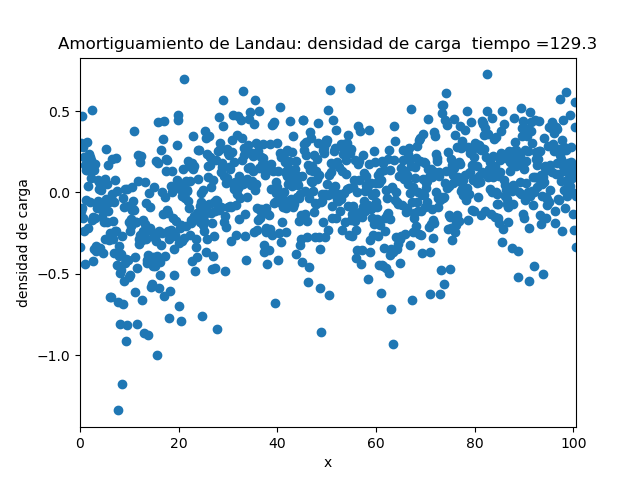 Amortiguamiento de Landau: densidad de carga  tiempo =129.3
0.5
0.0
−0.5
−1.0
densidad de carga
0 20 40 60 80 100
x